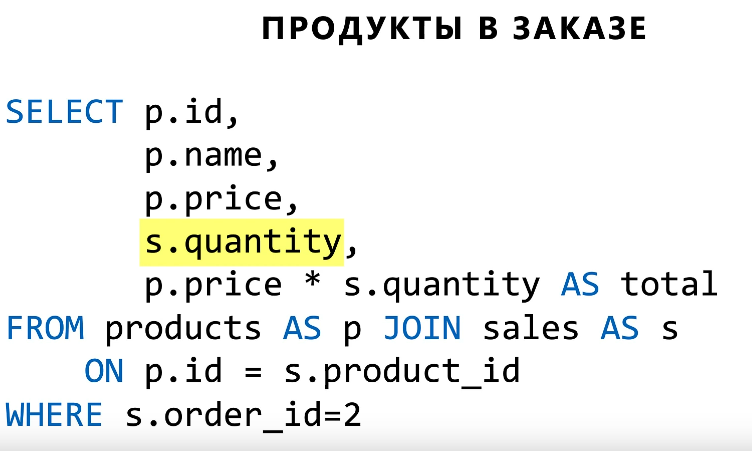 ПРОДУКТЫ В ЗАКАЗЕ
SELECT p.id,
p.name,
p.price,
s.quantity,
p.price * s.quantity AS total
FROM products AS p JOIN sales AS s
ON p.id = s.product_id
WHERE s.order_id=2